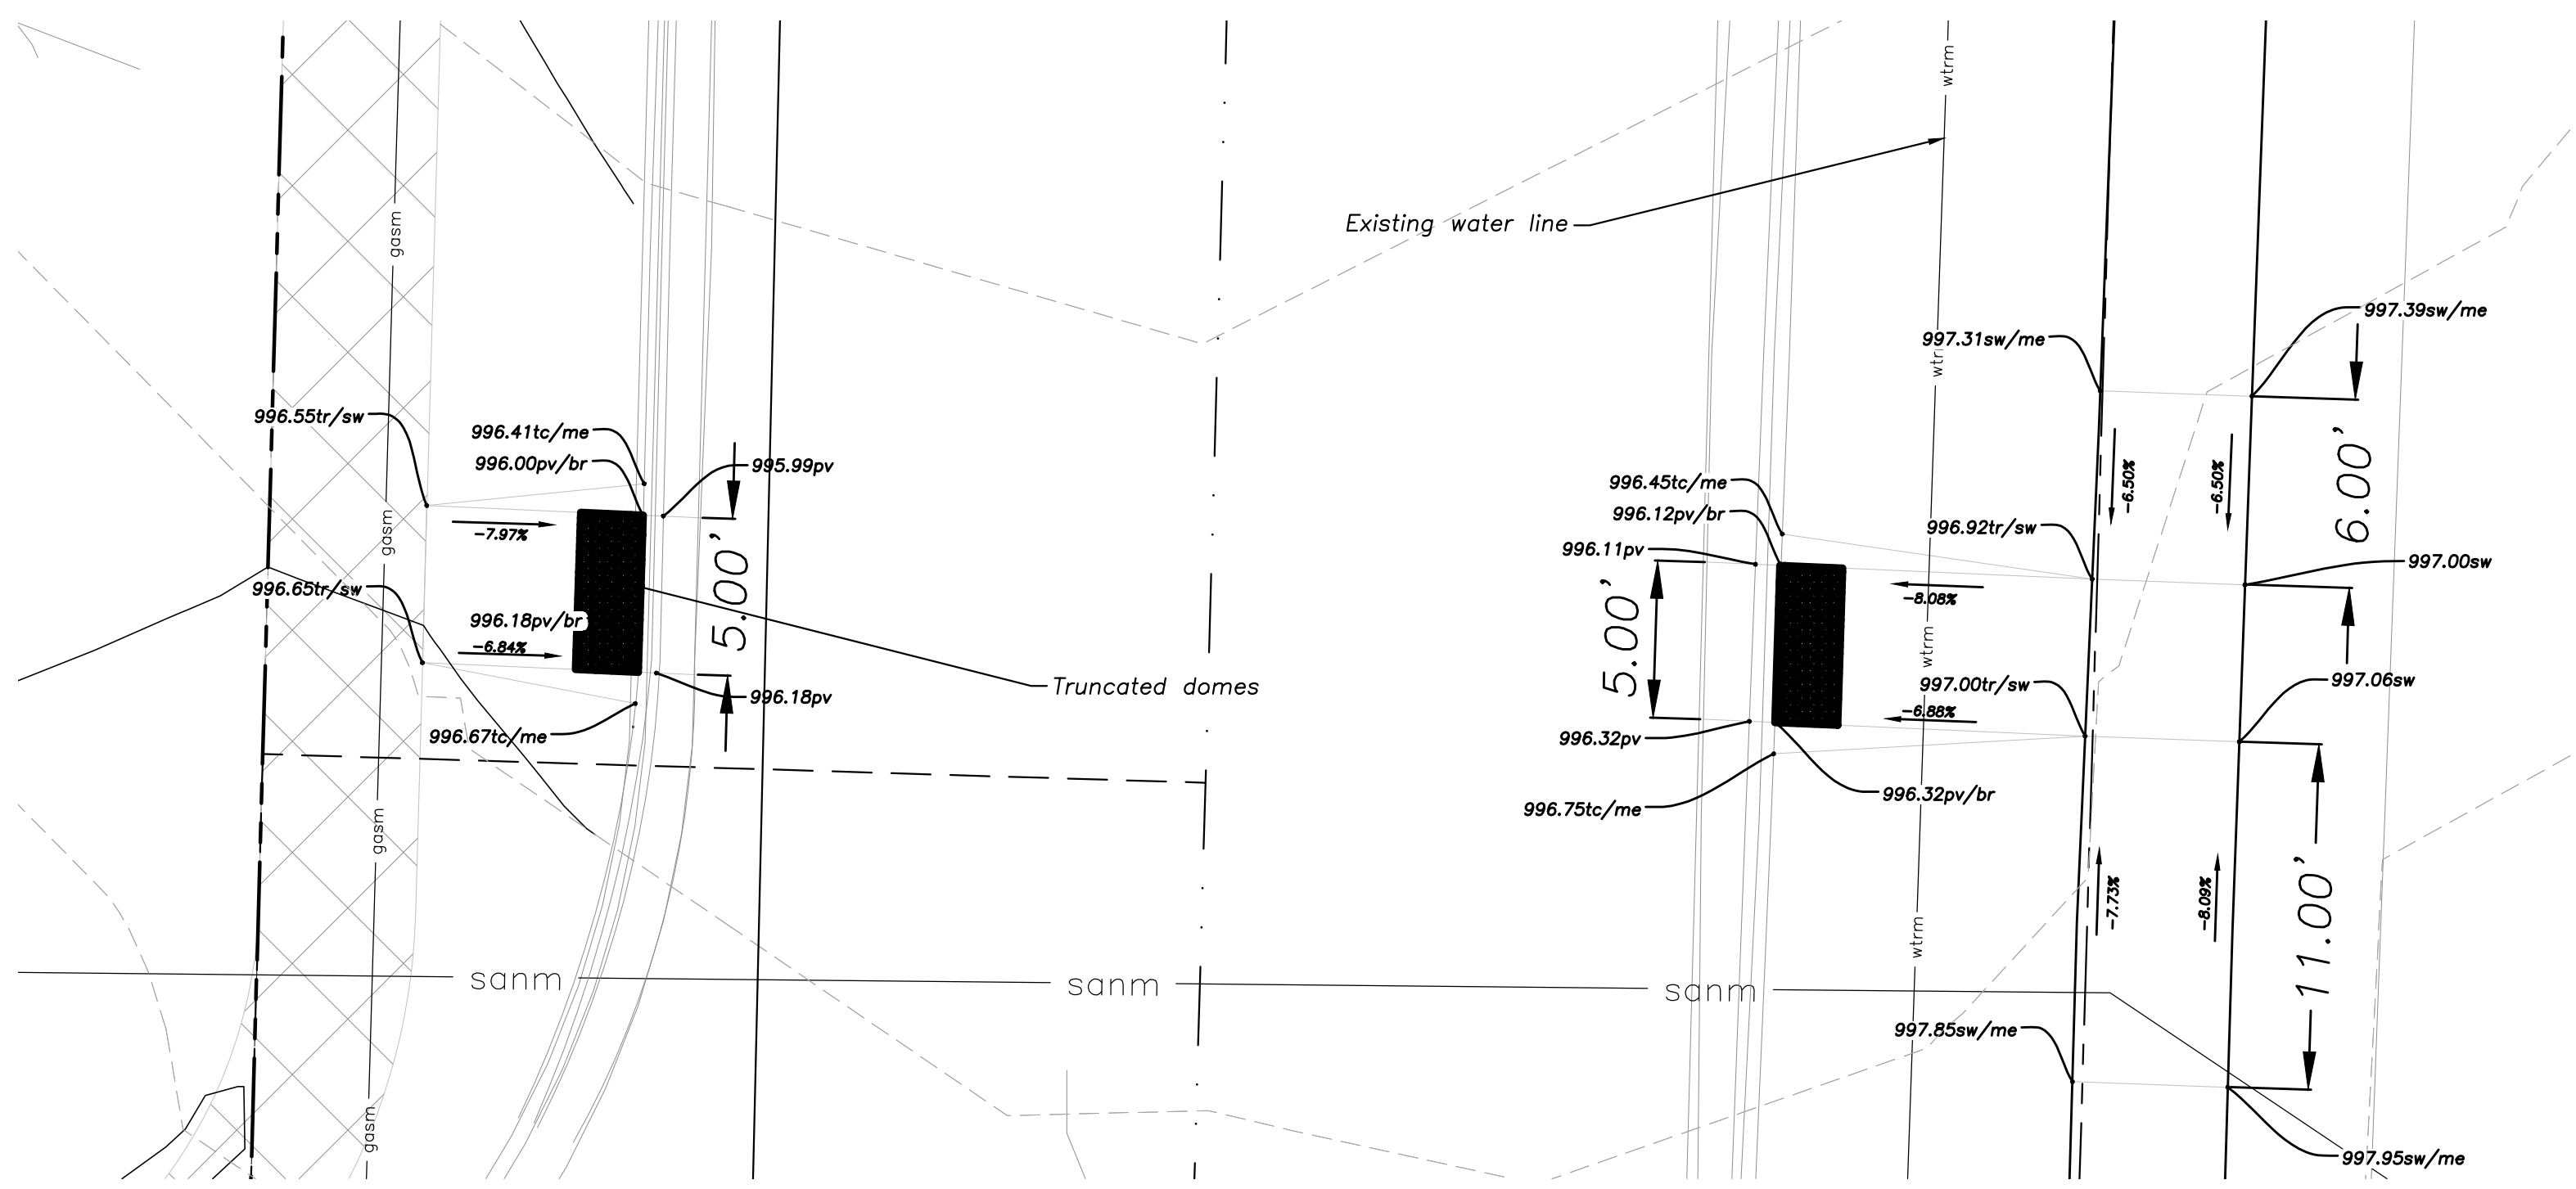 wtrm
gasm
Existing water line
997.39sw/me
997.31sw/me
wtr
996.55tr/sw
996.41tc/me
996.00pv/br
995.99pv
-7.97%
gasm
5.00'
996.65tr/sw
996.18pv/br
-6.84%
Truncated domes
996.18pv
996.67tc/me
996.45tc/me
996.12pv/br
996.11pv
996.92tr/sw
-6.50%
-6.50%
6.00'
997.00sw
-8.08%
5.00'
wtrm
997.00tr/sw
997.06sw
-6.88%
996.32pv
996.32pv/br
996.75tc/me
gasm
-7.73%
-8.09%
11.00'
wtrm
sanm
sanm
sanm
997.85sw/me
gasm
997.95sw/me